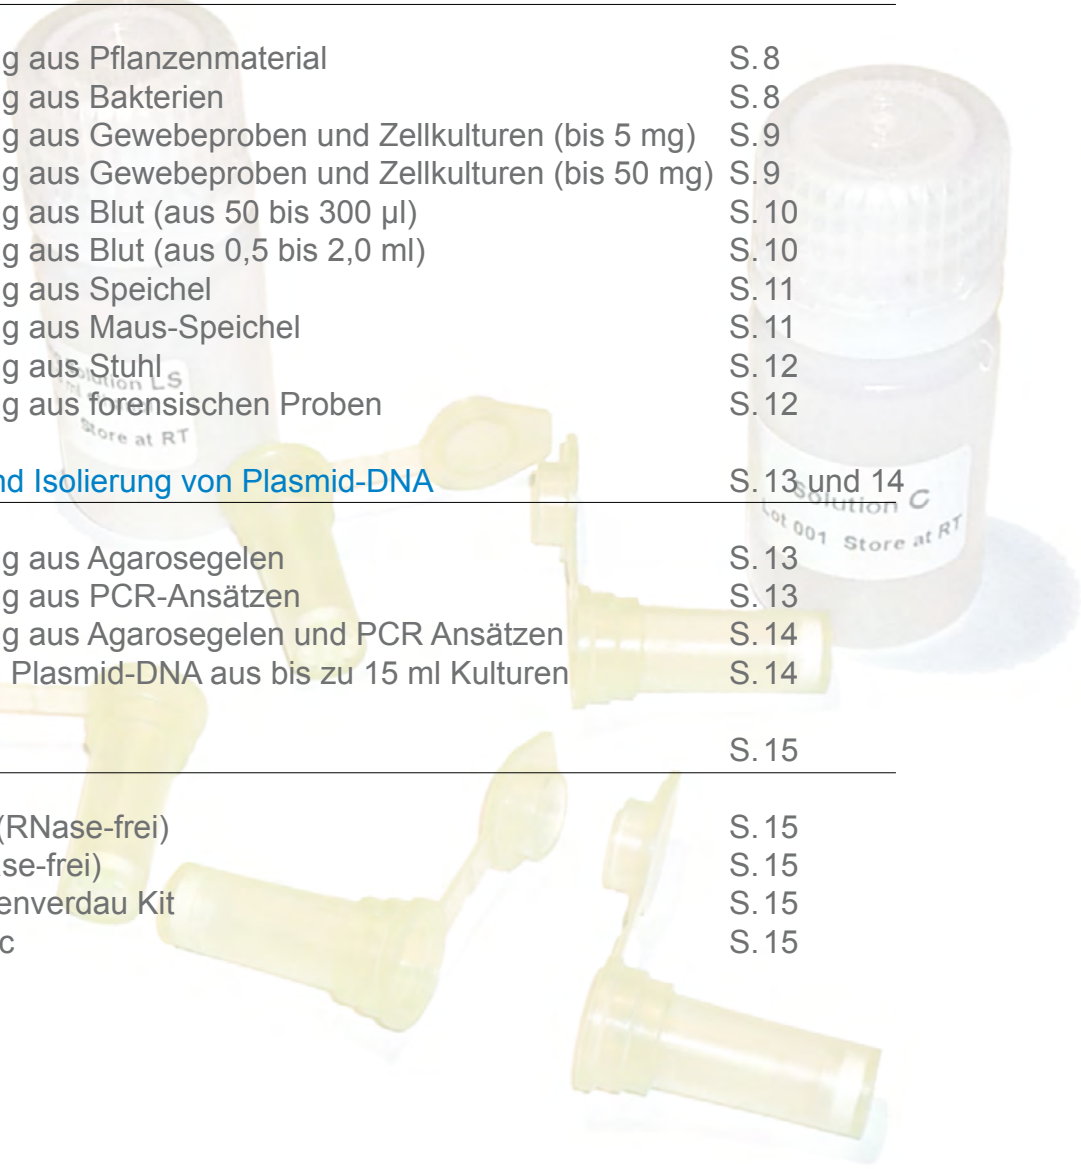 g aus Pflanzenmaterial S. 8
g aus Bakterien S. 8
g aus Gewebeproben und Zellkulturen (bis 5 mg) S. 9
g aus Gewebeproben und Zellkulturen (bis 50 mg) S. 9
g aus Blut (aus 50 bis 300 µl) S. 10
g aus Blut (aus 0,5 bis 2,0 ml) S. 10
g aus Speichel S. 11
g aus Maus-Speichel S. 11
g aus Stuhl S. 12
g aus forensischen Proben S. 12
nd Isolierung von Plasmid-DNA S. 13 und 14
g aus Agarosegelen S. 13
g aus PCR-Ansätzen S. 13
g aus Agarosegelen und PCR Ansätzen S. 14
Plasmid-DNA aus bis zu 15 ml Kulturen S. 14
S. 15
(RNase-frei) S. 15
se-frei) S. 15
enverdau Kit S. 15
c S. 15
Solution LS
Store at RT
Solution C
Lot 001 Store at RT